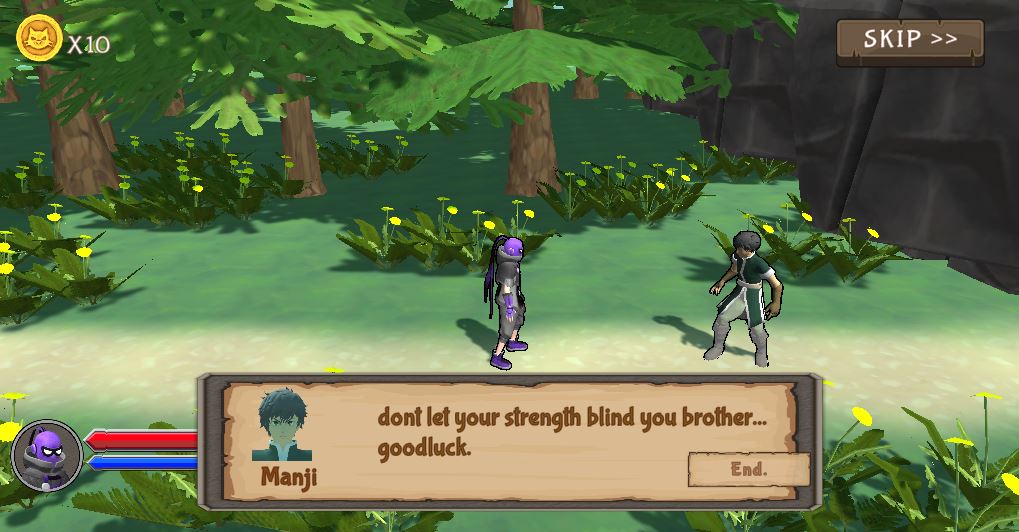 X10
SKIP >>
dont let your strength blind you brother...
goodluck.
Manji
End.